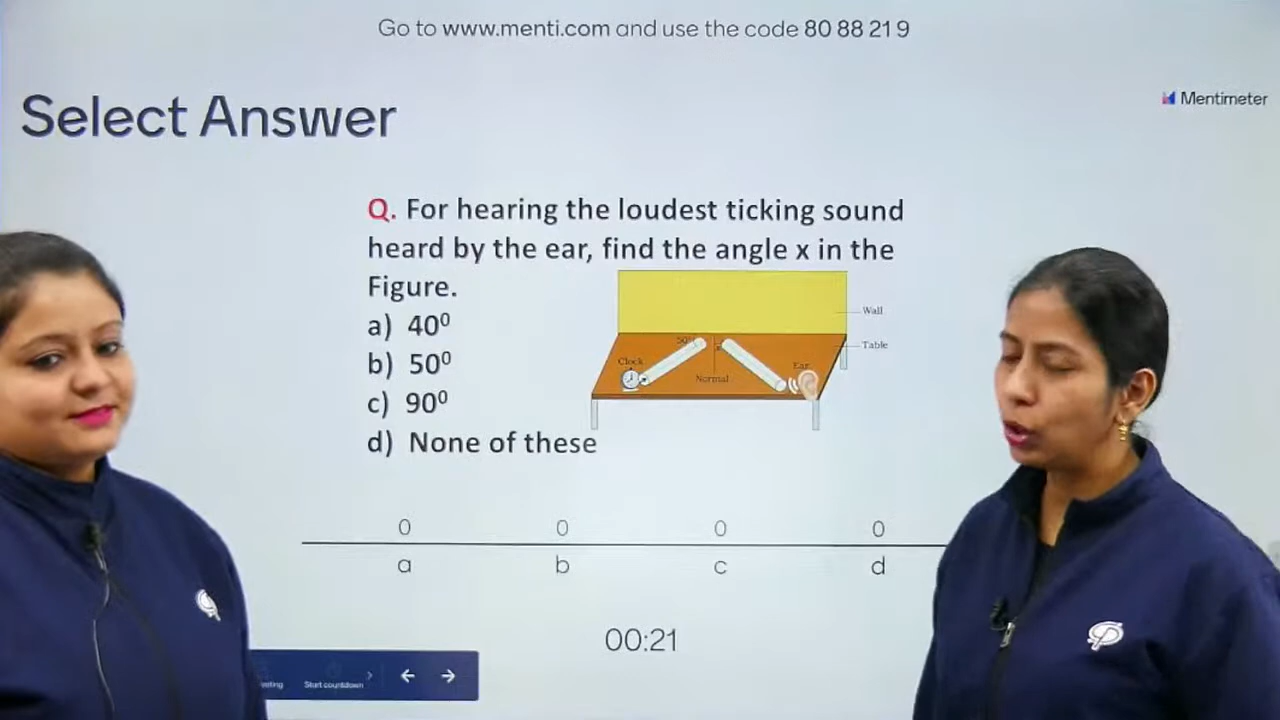 Go to www.menti.com and use the code 80 88 21 9
Select Answer
Mentimeter
Q. For hearing the loudest ticking sound
heard by the ear, find the angle x in the
Figure.
a) 40⁰
b) 50⁰
c) 90⁰
d) None of these
Wall
Table
50°
x
Clock
Normal
Ear
0 0 0 0
a b c d
00:21
Start countdown